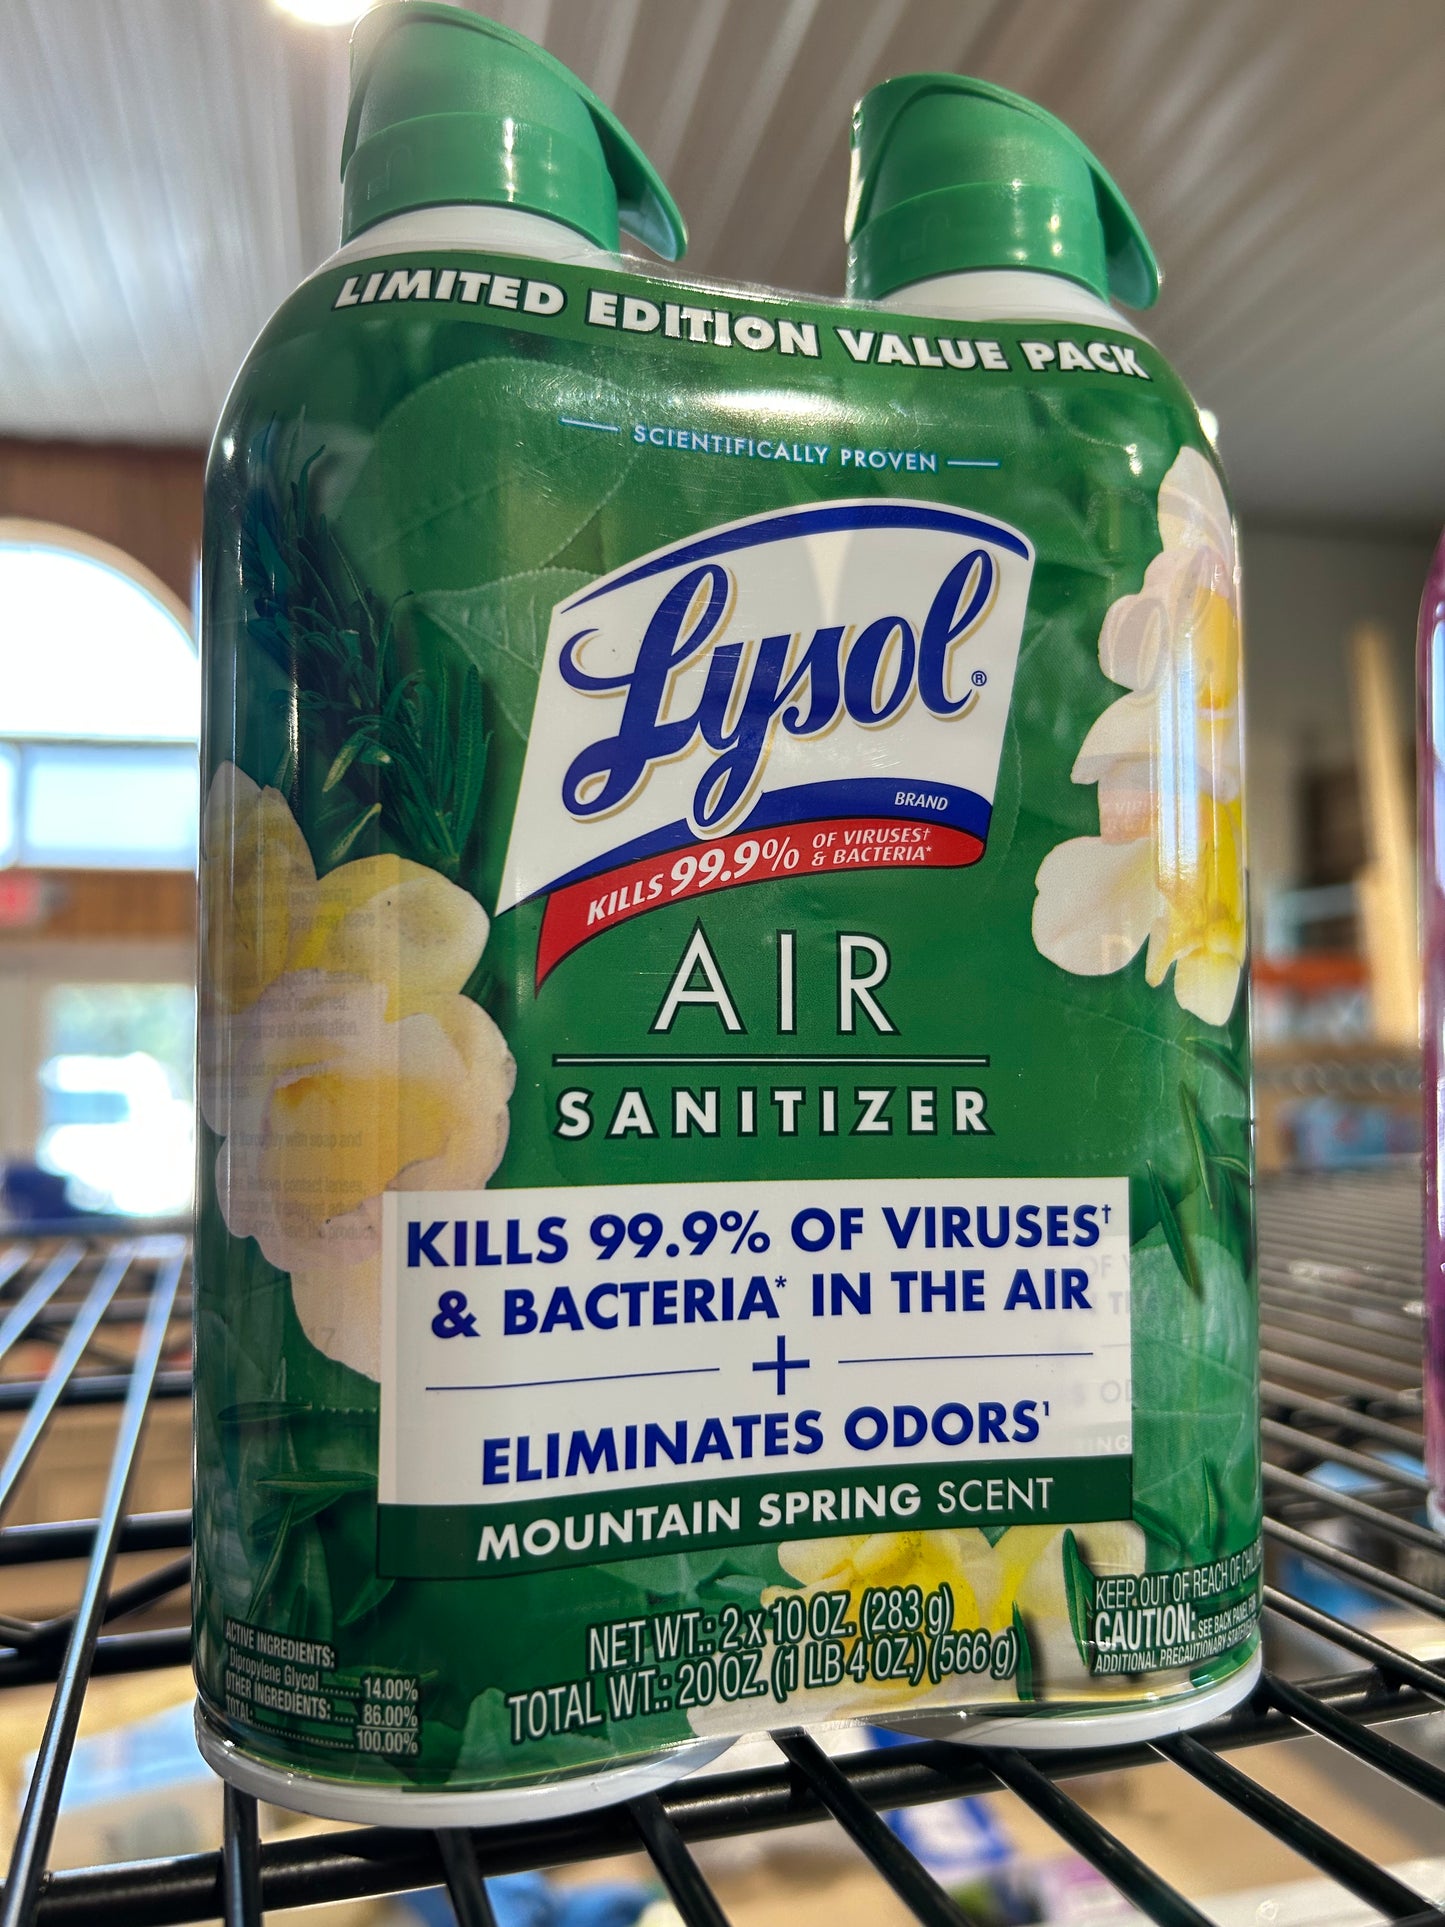 LIMITED EDITION VALUE PACK
SCIENTIFICALLY PROVEN
Lysol®
BRAND
KILLS 99.9% OF VIRUSES†
& BACTERIA*
AIR
SANITIZER
KILLS 99.9% OF VIRUSES†
& BACTERIA* IN THE AIR
+
ELIMINATES ODORS¹
MOUNTAIN SPRING SCENT
NET WT.: 2 x 10 OZ. (283 g)
TOTAL WT.: 20 OZ. (1 LB 4 OZ.) (566 g)
ACTIVE INGREDIENTS:
Dipropylene Glycol........ 14.00%
OTHER INGREDIENTS: ..... 86.00%
TOTAL:..................... 100.00%
KEEP OUT OF REACH OF
CAUTION: SEE BACK PANEL FOR
ADDITIONAL PRECAUTIONARY